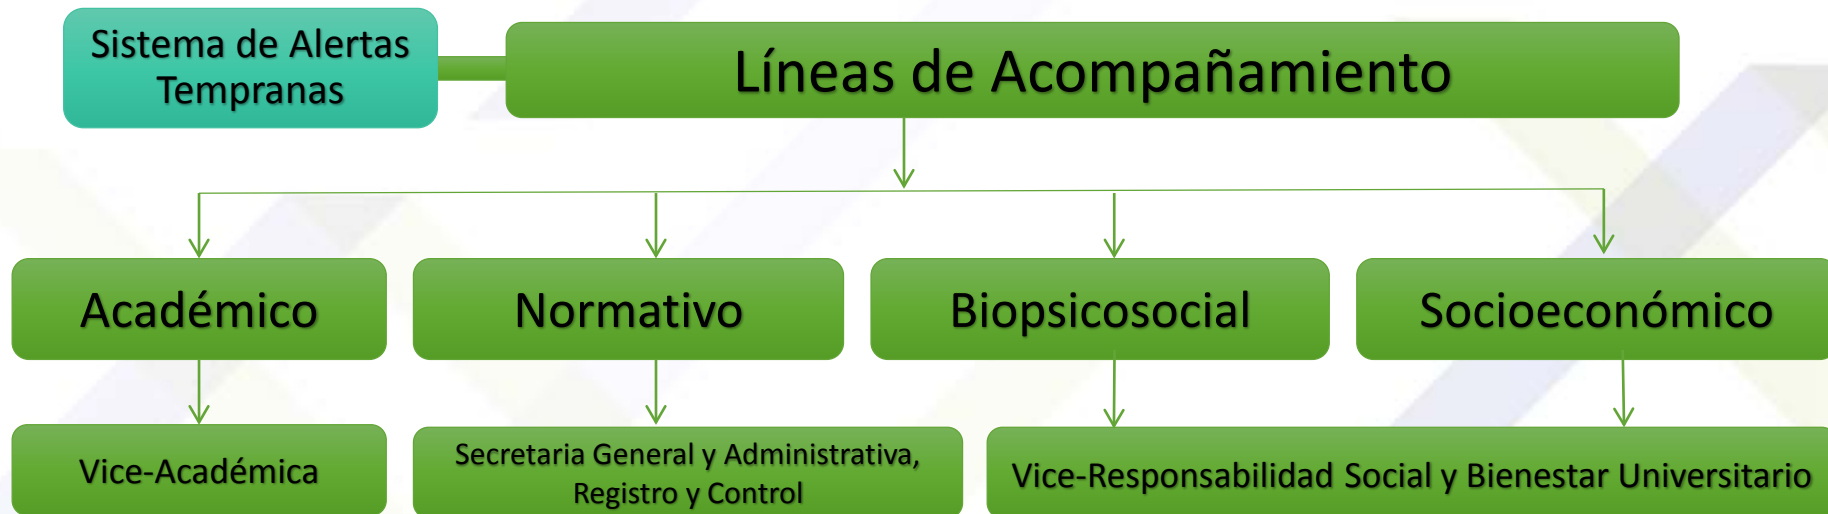 Sistema de Alertas
Tempranas
Líneas de Acompañamiento
Académico
Normativo
Biopsicosocial
Socioeconómico
Vice-Académica
Secretaria General y Administrativa,
Registro y Control
Vice-Responsabilidad Social y Bienestar Universitario